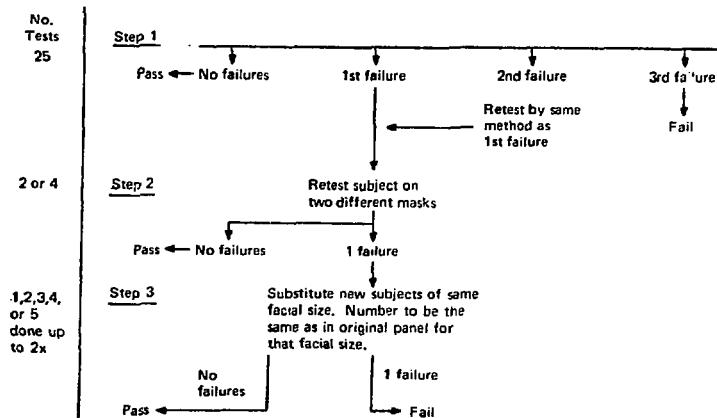 No.
Tests
25
Step 1
Pass
No failures
1st failure
2nd failure
3rd failure
Retest by same
method as
1st failure
Fail
2 or 4
Step 2
Retest subject on
two different masks
Pass
No failures
1 failure
1,2,3,4,
or 5
done up
to 2x
Step 3
Substitute new subjects of same
facial size. Number to be the
same as in original panel for
that facial size.
No
failures
1 failure
Pass
Fail